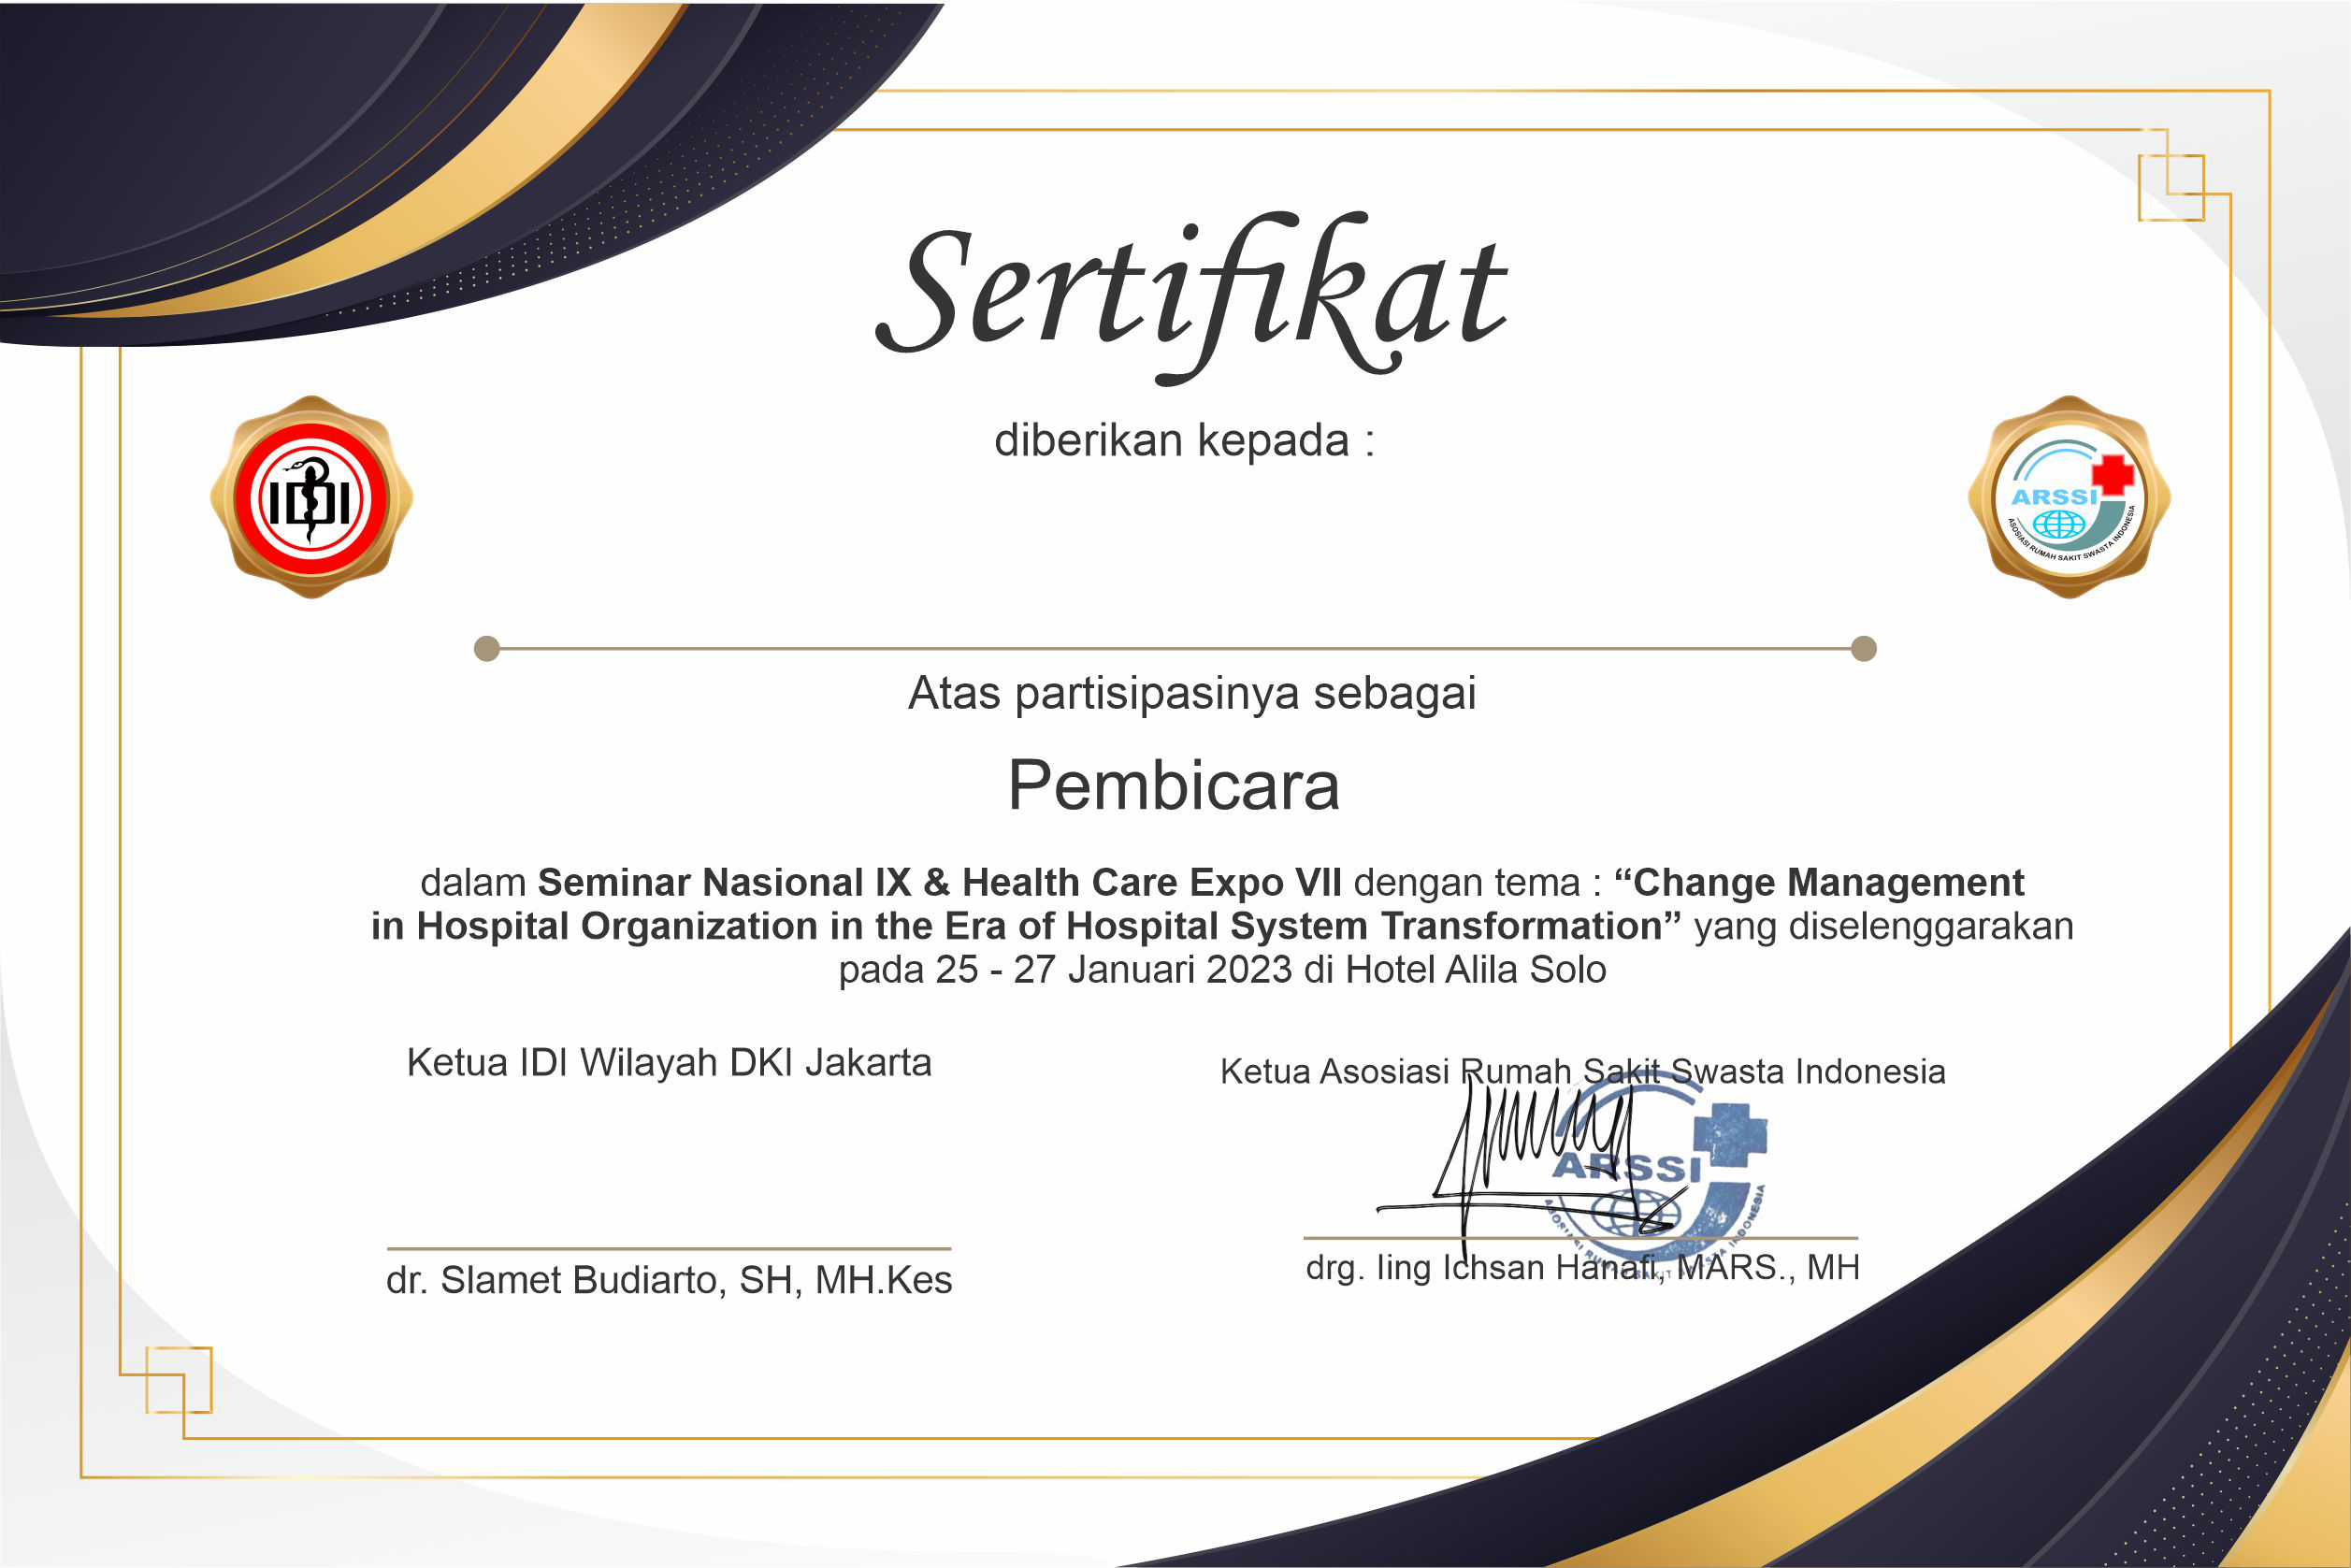 Sertifikat
diberikan kepada :
IDI
ARSSI
ASOSIASI RUMAH SAKIT SWASTA INDONESIA
Atas partisipasinya sebagai
Pembicara
dalam Seminar Nasional IX & Health Care Expo VII dengan tema : “Change Management
in Hospital Organization in the Era of Hospital System Transformation” yang diselenggarakan
pada 25 - 27 Januari 2023 di Hotel Alila Solo
Ketua IDI Wilayah DKI Jakarta
Ketua Asosiasi Rumah Sakit Swasta Indonesia
ARSSI
ASOSIASI RUMAH SAKIT SWASTA INDONESIA
dr. Slamet Budiarto, SH, MH.Kes
drg. Iing Ichsan Hanafi, MARS., MH